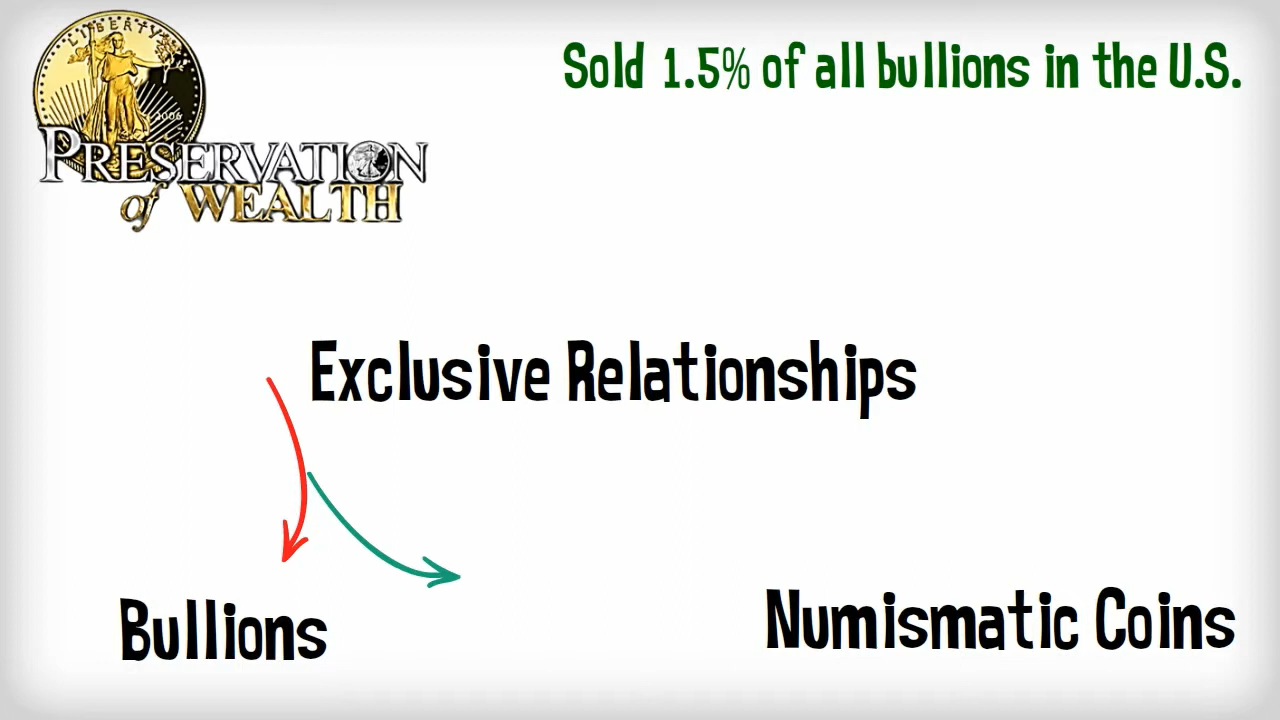 LIBERTY
2006
PRESERVATION
of WEALTH
Sold 1.5% of all bullions in the U.S.
Exclusive Relationships
Bullions
Numismatic Coins